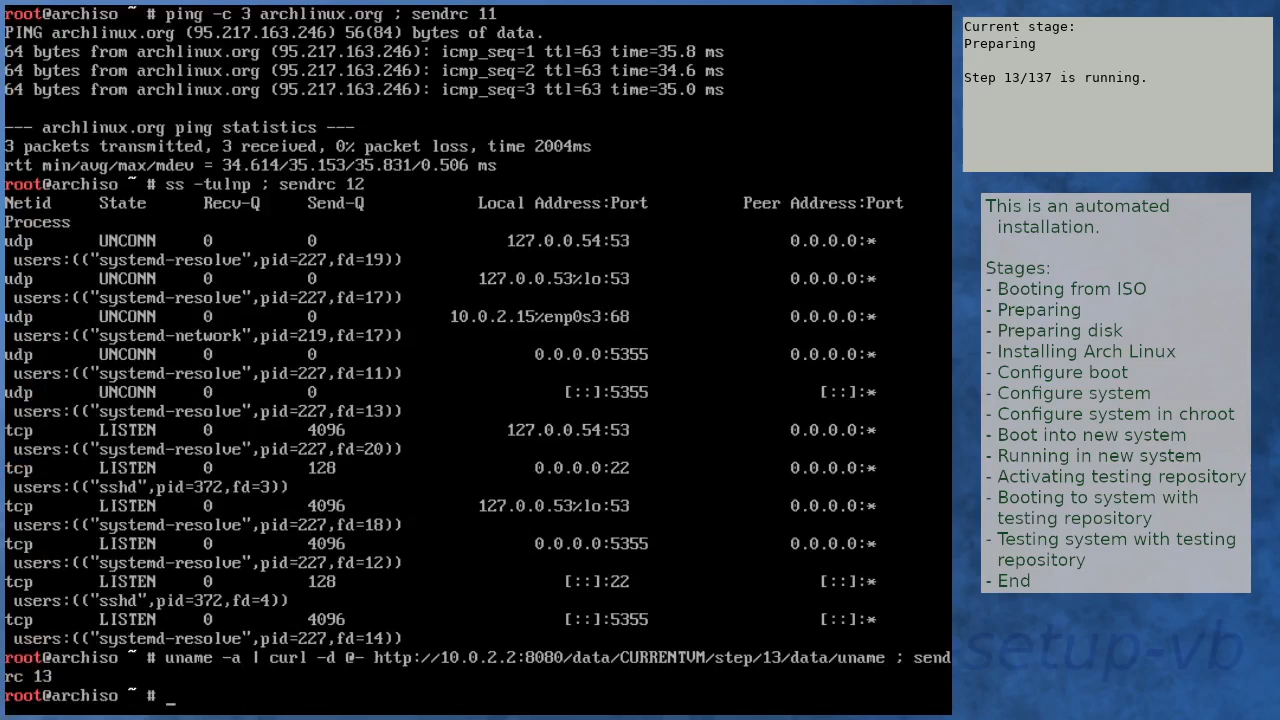 root@archiso ~ # ping -c 3 archlinux.org ; sendrc 11
PING archlinux.org (95.217.163.246) 56(84) bytes of data.
64 bytes from archlinux.org (95.217.163.246): icmp_seq=1 ttl=63 time=35.8 ms
64 bytes from archlinux.org (95.217.163.246): icmp_seq=2 ttl=63 time=34.6 ms
64 bytes from archlinux.org (95.217.163.246): icmp_seq=3 ttl=63 time=35.0 ms
--- archlinux.org ping statistics ---
3 packets transmitted, 3 received, 0% packet loss, time 2004ms
rtt min/avg/max/mdev = 34.614/35.153/35.831/0.506 ms
root@archiso ~ # ss -tulnp ; sendrc 12
Netid State Recv-Q Send-Q Local Address:Port Peer Address:Port
Process
udp UNCONN 0 0 127.0.0.54:53 0.0.0.0:*
users:(("systemd-resolve",pid=227,fd=19))
udp UNCONN 0 0 127.0.0.53%lo:53 0.0.0.0:*
users:(("systemd-resolve",pid=227,fd=17))
udp UNCONN 0 0 10.0.2.15%enp0s3:68 0.0.0.0:*
users:(("systemd-network",pid=219,fd=17))
udp UNCONN 0 0 0.0.0.0:5355 0.0.0.0:*
users:(("systemd-resolve",pid=227,fd=11))
udp UNCONN 0 0 [::]:5355 [::]:*
users:(("systemd-resolve",pid=227,fd=13))
tcp LISTEN 0 4096 127.0.0.54:53 0.0.0.0:*
users:(("systemd-resolve",pid=227,fd=20))
tcp LISTEN 0 128 0.0.0.0:22 0.0.0.0:*
users:(("sshd",pid=372,fd=3))
tcp LISTEN 0 4096 127.0.0.53%lo:53 0.0.0.0:*
users:(("systemd-resolve",pid=227,fd=18))
tcp LISTEN 0 4096 0.0.0.0:5355 0.0.0.0:*
users:(("systemd-resolve",pid=227,fd=12))
tcp LISTEN 0 128 [::]:22 [::]:*
users:(("sshd",pid=372,fd=4))
tcp LISTEN 0 4096 [::]:5355 [::]:*
users:(("systemd-resolve",pid=227,fd=14))
root@archiso ~ # uname -a | curl -d @- http://10.0.2.2:8080/data/CURRENTVM/step/13/data/uname ; send
rc 13
root@archiso ~ # _
Current stage:
Preparing
Step 13/137 is running.
This is an automated
installation.
Stages:
- Booting from ISO
- Preparing
- Preparing disk
- Installing Arch Linux
- Configure boot
- Configure system
- Configure system in chroot
- Boot into new system
- Running in new system
- Activating testing repository
- Booting to system with
testing repository
- Testing system with testing
repository
- End
setup-vb